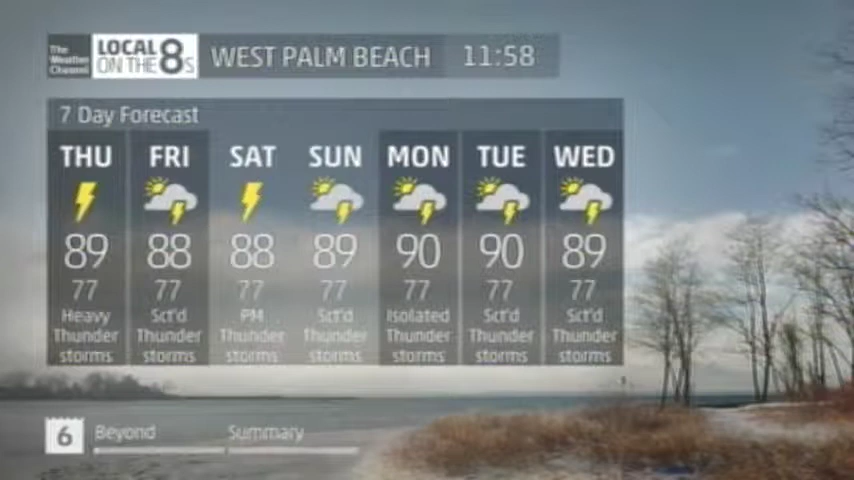 The Weather Channel
LOCAL ON THE 8s
WEST PALM BEACH 11:58
7 Day Forecast
THU FRI SAT SUN MON TUE WED
89 88 88 89 90 90 89
77 77 77 77 77 77 77
Heavy Sct'd PM Sct'd Isolated Sct'd Sct'd
Thunder Thunder Thunder Thunder Thunder Thunder Thunder
storms storms storms storms storms storms storms
6 Beyond Summary